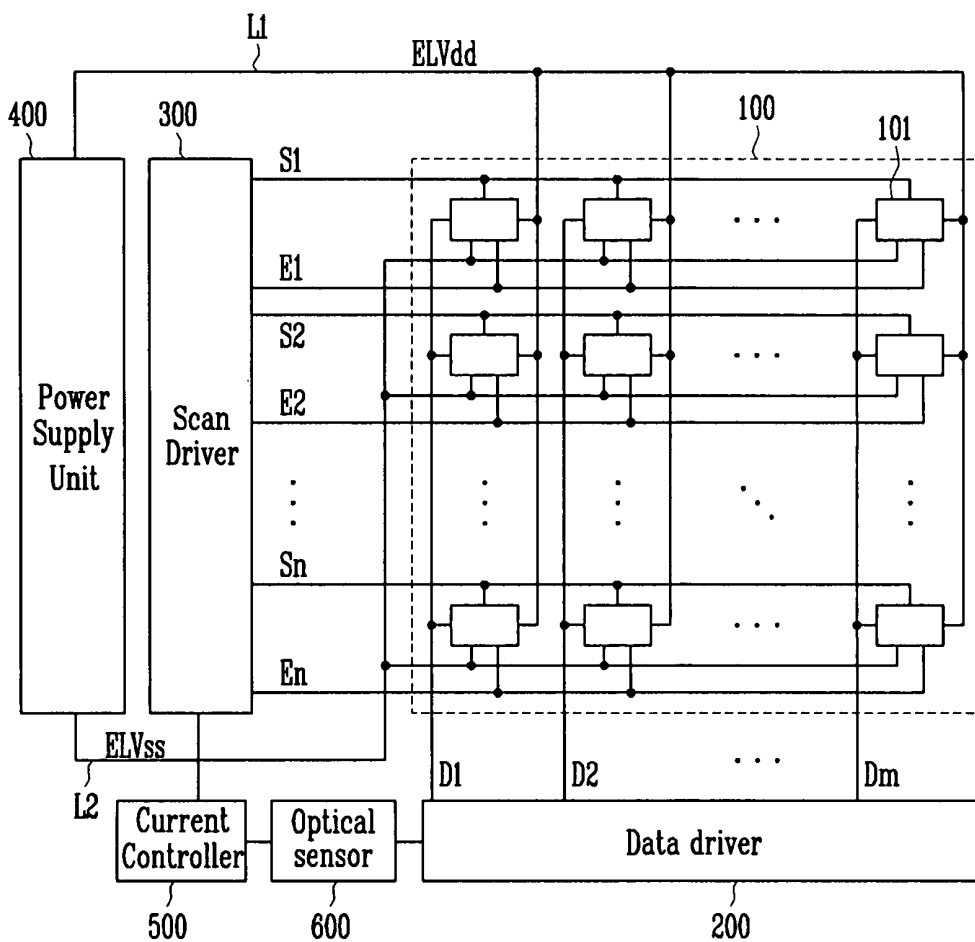 L1
ELVdd
400
300
100
101
S1
E1
S2
E2
Power
Supply
Unit
Scan
Driver
Sn
En
ELVss
L2
D1
D2
Dm
Current
Controller
Optical
sensor
Data driver
500
600
200